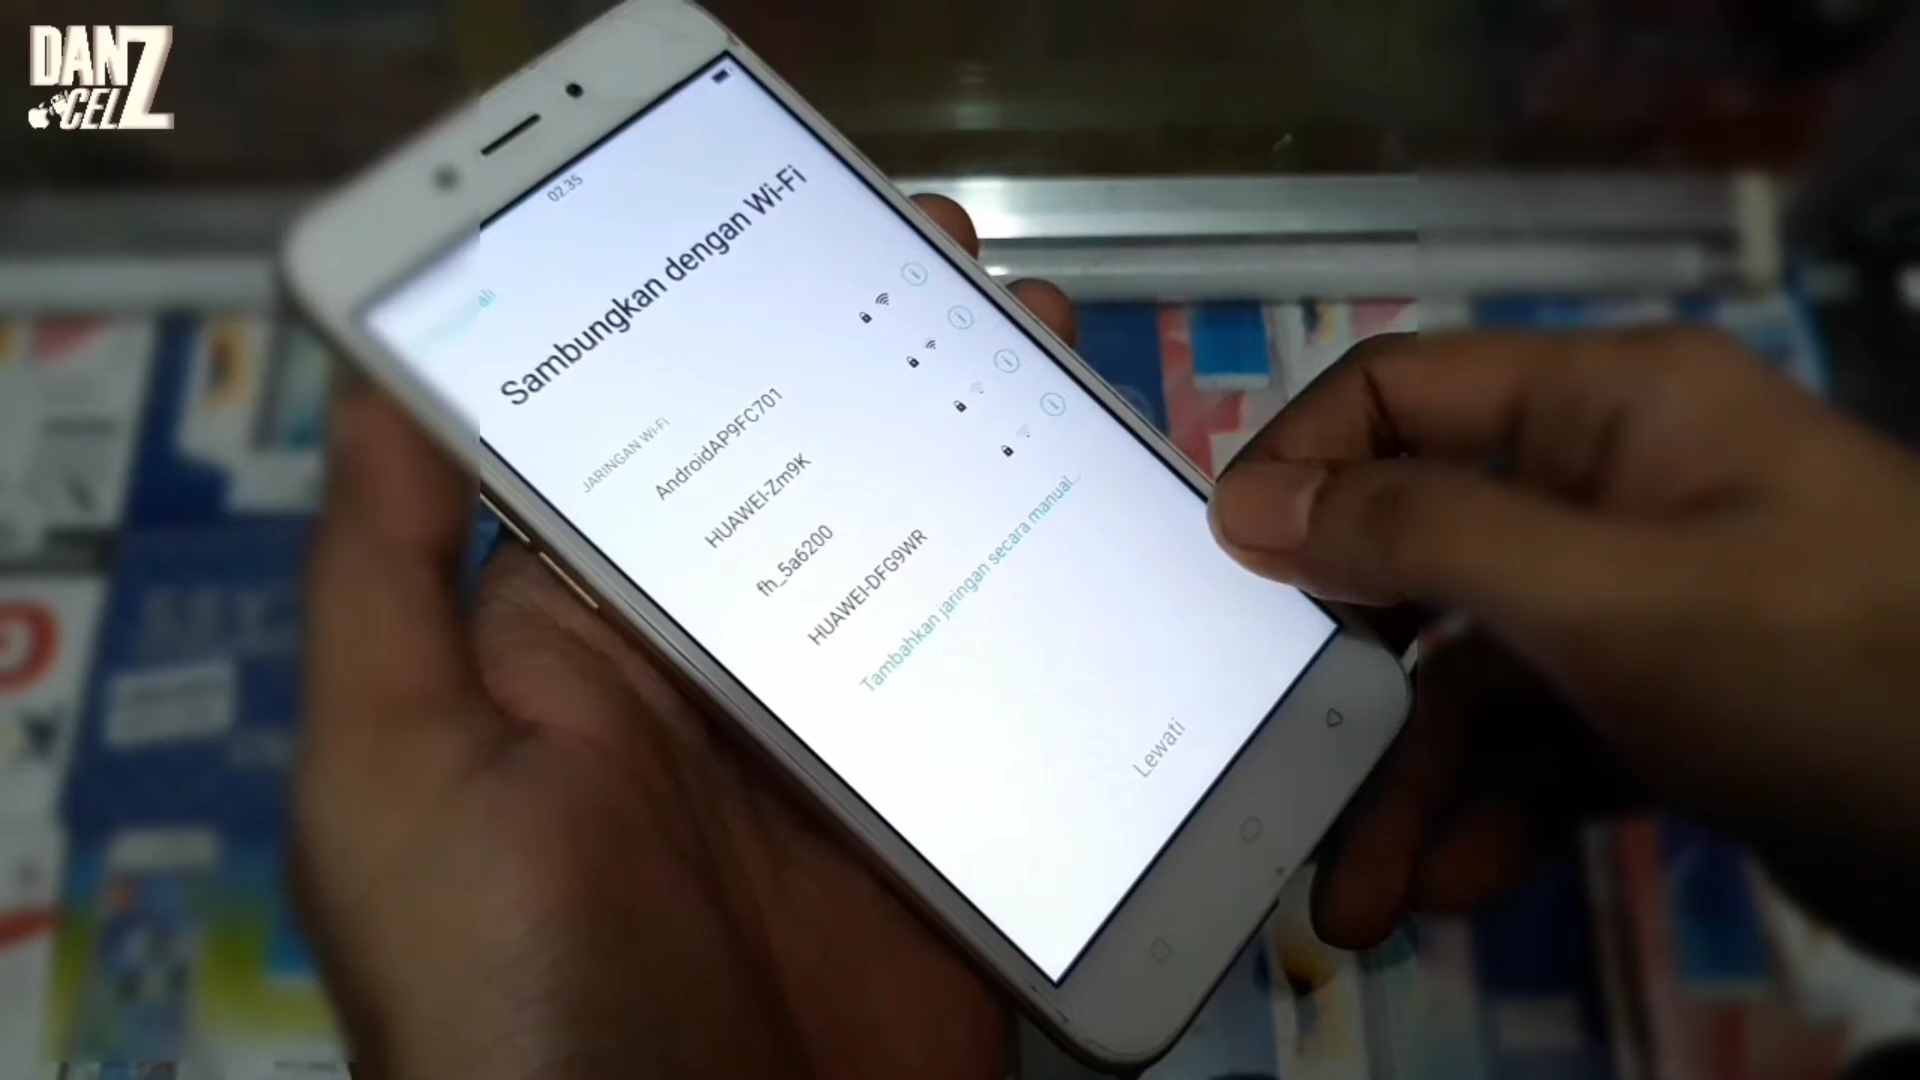 DANZ
CELL
02.35
ali
Sambungkan dengan Wi-Fi
JARINGAN Wi-Fi
AndroidAP9FC701
HUAWEI-Zm9K
fh_5a6200
HUAWEI-DFG9WR
Tambahkan jaringan secara manual...
Lewati